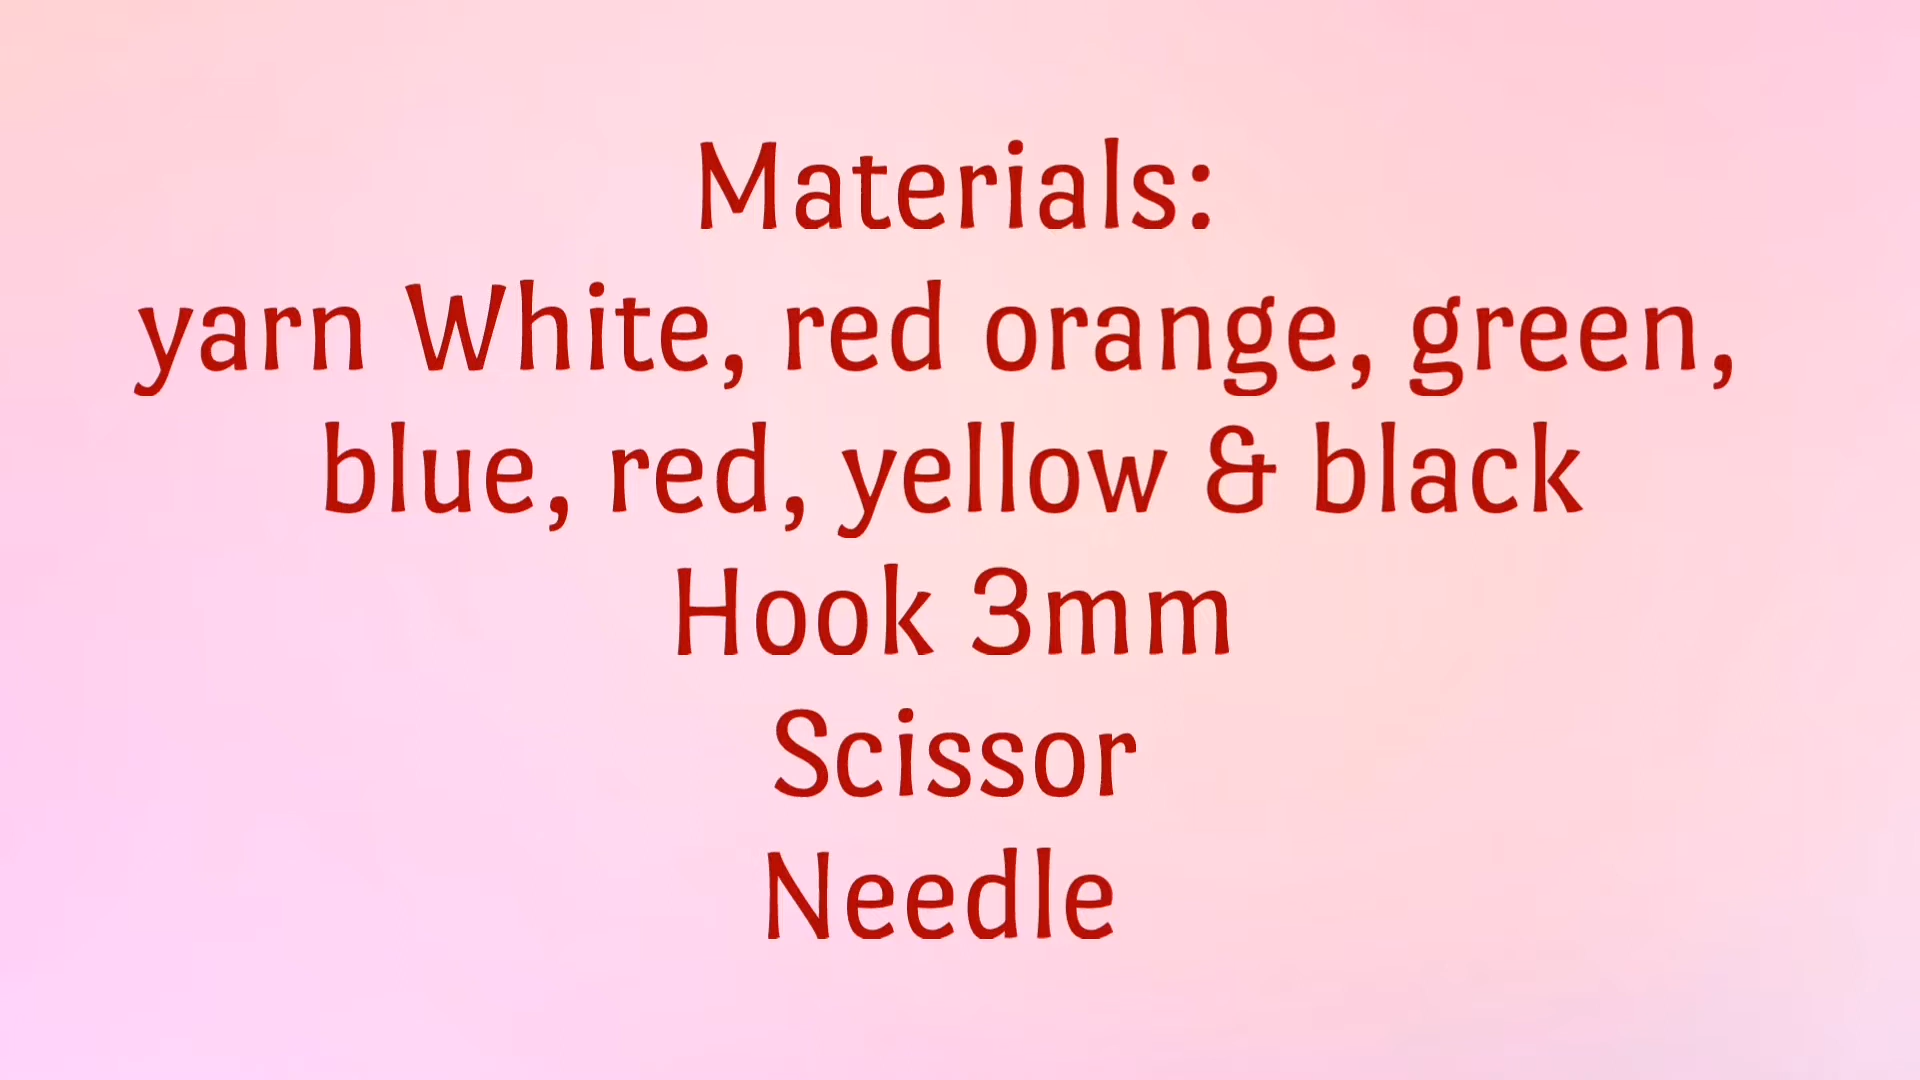 Materials:
yarn White, red orange, green,
blue, red, yellow & black
Hook 3mm
Scissor
Needle